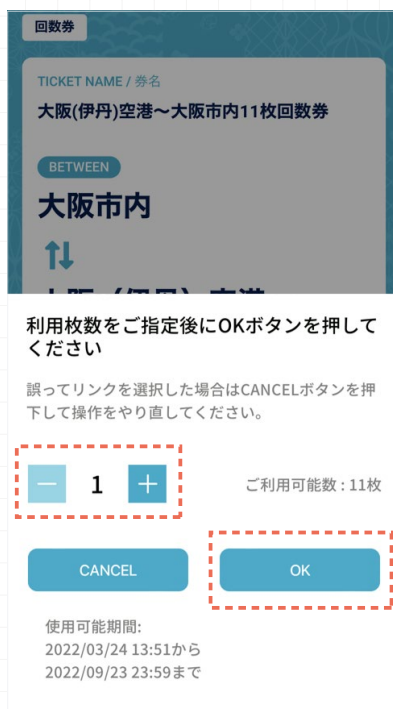 回数券
TICKET NAME / 券名
大阪(伊丹)空港～大阪市内11枚回数券
BETWEEN
大阪市内
大阪（伊丹）空港
利用枚数をご指定後にOKボタンを押して
ください
誤ってリンクを選択した場合はCANCELボタンを押
下して操作をやり直してください。
1
ご利用可能数 : 11枚
CANCEL
OK
使用可能期間:
2022/03/24 13:51から
2022/09/23 23:59まで